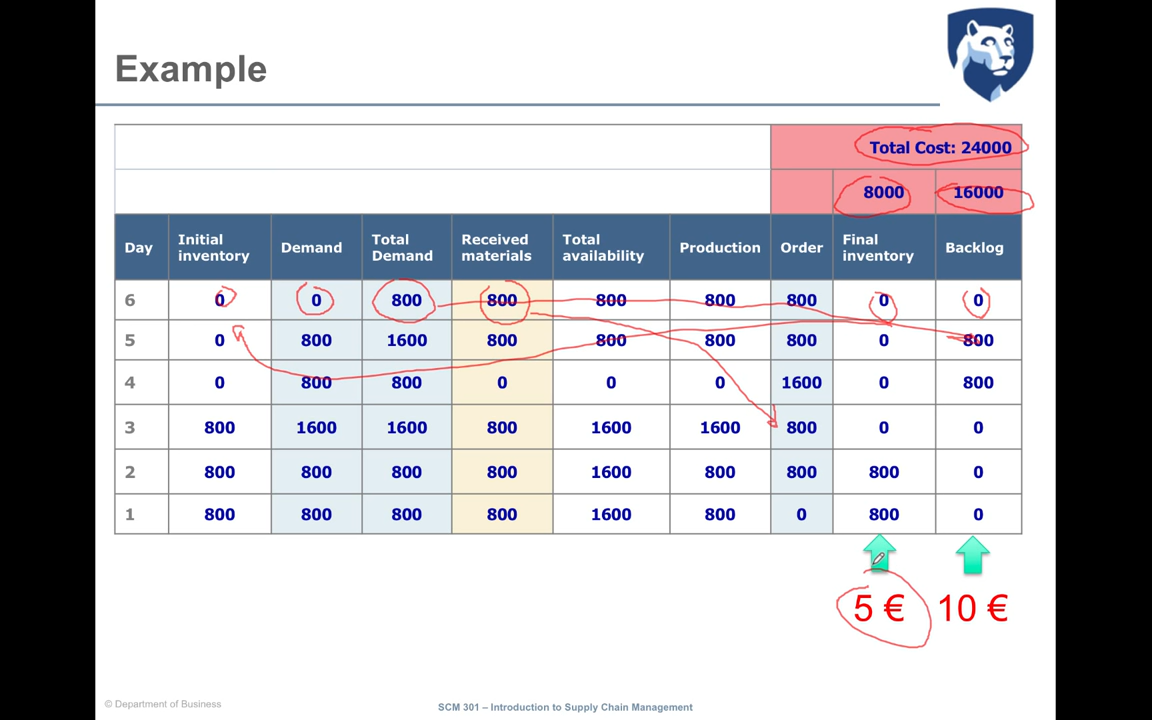 Example
Total Cost: 24000
8000 16000
Day Initial inventory Demand Total Demand Received materials Total availability Production Order Final inventory Backlog
6 0 0 800 800 800 800 800 0 0
5 0 800 1600 800 800 800 800 0 800
4 0 800 800 0 0 0 1600 0 800
3 800 1600 1600 800 1600 1600 800 0 0
2 800 800 800 800 1600 800 800 800 0
1 800 800 800 800 1600 800 0 800 0
5 € 10 €
© Department of Business
SCM 301 – Introduction to Supply Chain Management